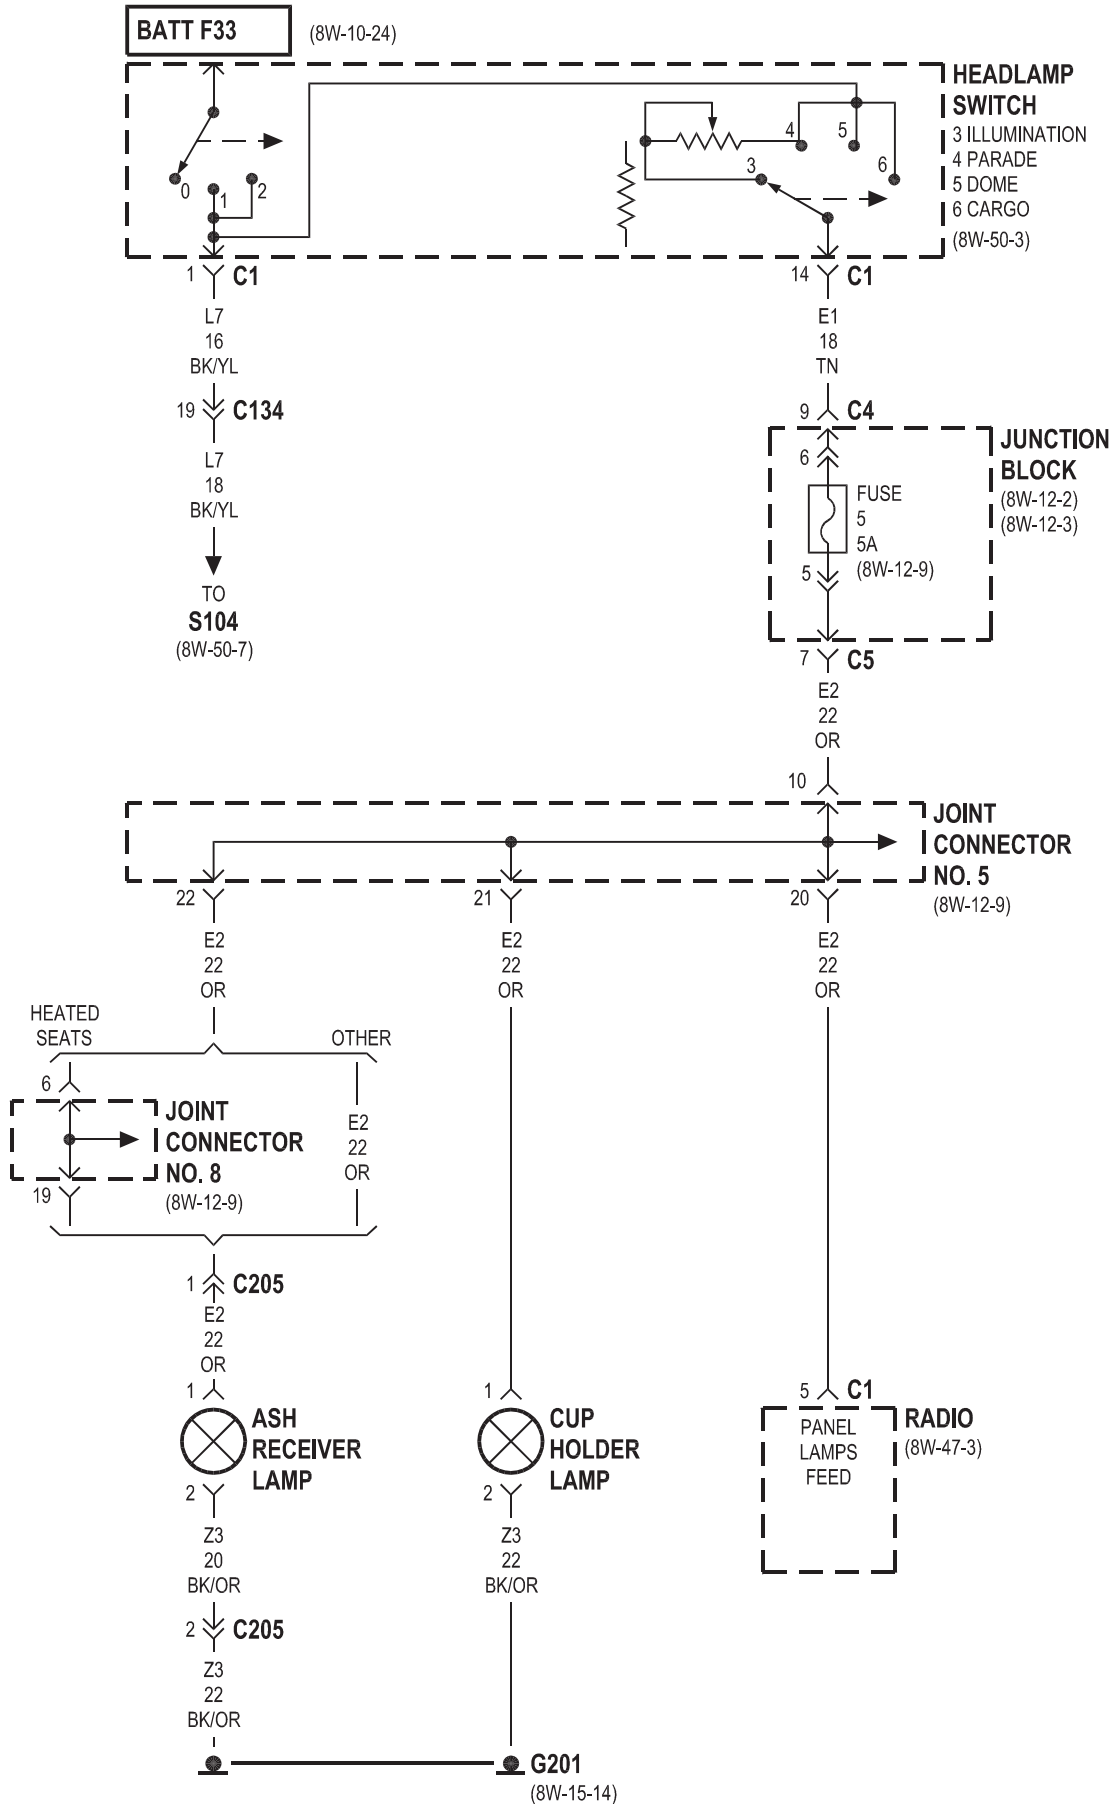 BATT F33
(8W-10-24)
HEADLAMP
SWITCH
3 ILLUMINATION
4 PARADE
5 DOME
6 CARGO
(8W-50-3)
0
1
2
3
4
5
6
1
C1
14
C1
L7
16
BK/YL
E1
18
TN
19
C134
9
C4
L7
18
BK/YL
TO
S104
(8W-50-7)
JUNCTION
BLOCK
(8W-12-2)
(8W-12-3)
6
FUSE
5
5A
(8W-12-9)
5
7
C5
E2
22
OR
10
JOINT
CONNECTOR
NO. 5
(8W-12-9)
22
21
20
E2
22
OR
E2
22
OR
E2
22
OR
HEATED
SEATS
OTHER
6
JOINT
CONNECTOR
NO. 8
(8W-12-9)
19
E2
22
OR
1
C205
E2
22
OR
1
ASH
RECEIVER
LAMP
2
1
CUP
HOLDER
LAMP
2
5
C1
PANEL
LAMPS
FEED
RADIO
(8W-47-3)
Z3
20
BK/OR
Z3
22
BK/OR
2
C205
Z3
22
BK/OR
G201
(8W-15-14)